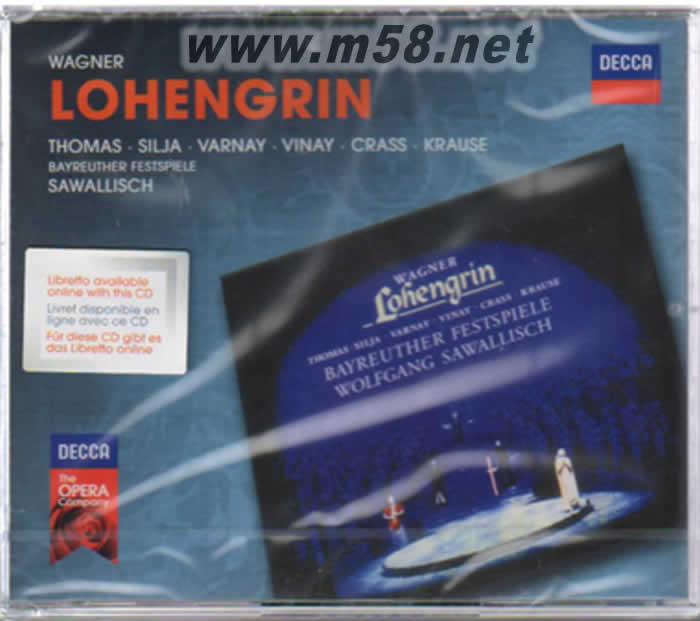 www.m58.net
WAGNER
DECCA
LOHENGRIN
THOMAS · SILJA · VARNAY · VINAY · CRASS · KRAUSE
BAYREUTHER FESTSPIELE
SAWALLISCH
Libretto available
online with this CD
Livret disponible en
ligne avec ce CD
Für diese CD gibt es
das Libretto online
WAGNER
Lohengrin
THOMAS · SILJA · VARNAY · VINAY · CRASS · KRAUSE
BAYREUTHER FESTSPIELE
WOLFGANG SAWALLISCH
DECCA
The
OPERA
Company